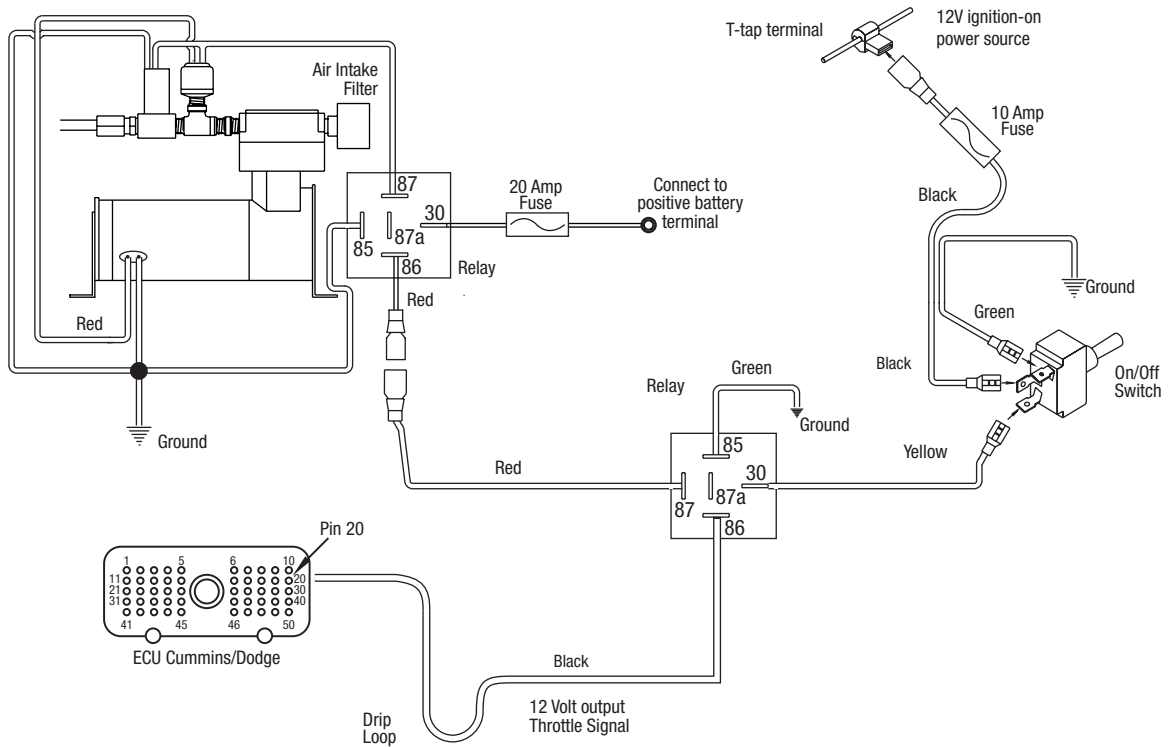 T-tap terminal
12V ignition-on
power source
Air Intake
Filter
10 Amp
Fuse
87
20 Amp
Fuse
Connect to
positive battery
terminal
30
85
87a
86
Relay
Black
Ground
Red
Red
Green
Green
Black
On/Off
Switch
Relay
Ground
Ground
85
Yellow
Red
30
87
87a
86
Pin 20
1 5 6 10
11 20
21 30
31 40
41 45 46 50
ECU Cummins/Dodge
Black
12 Volt output
Throttle Signal
Drip
Loop